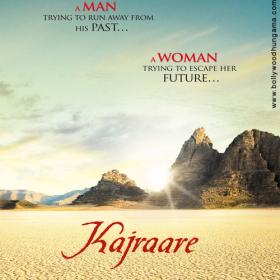 A MAN
TRYING TO RUN AWAY FROM
HIS PAST...
A WOMAN
TRYING TO ESCAPE HER
FUTURE...
www.bollywoodhungama.com
Kajraare